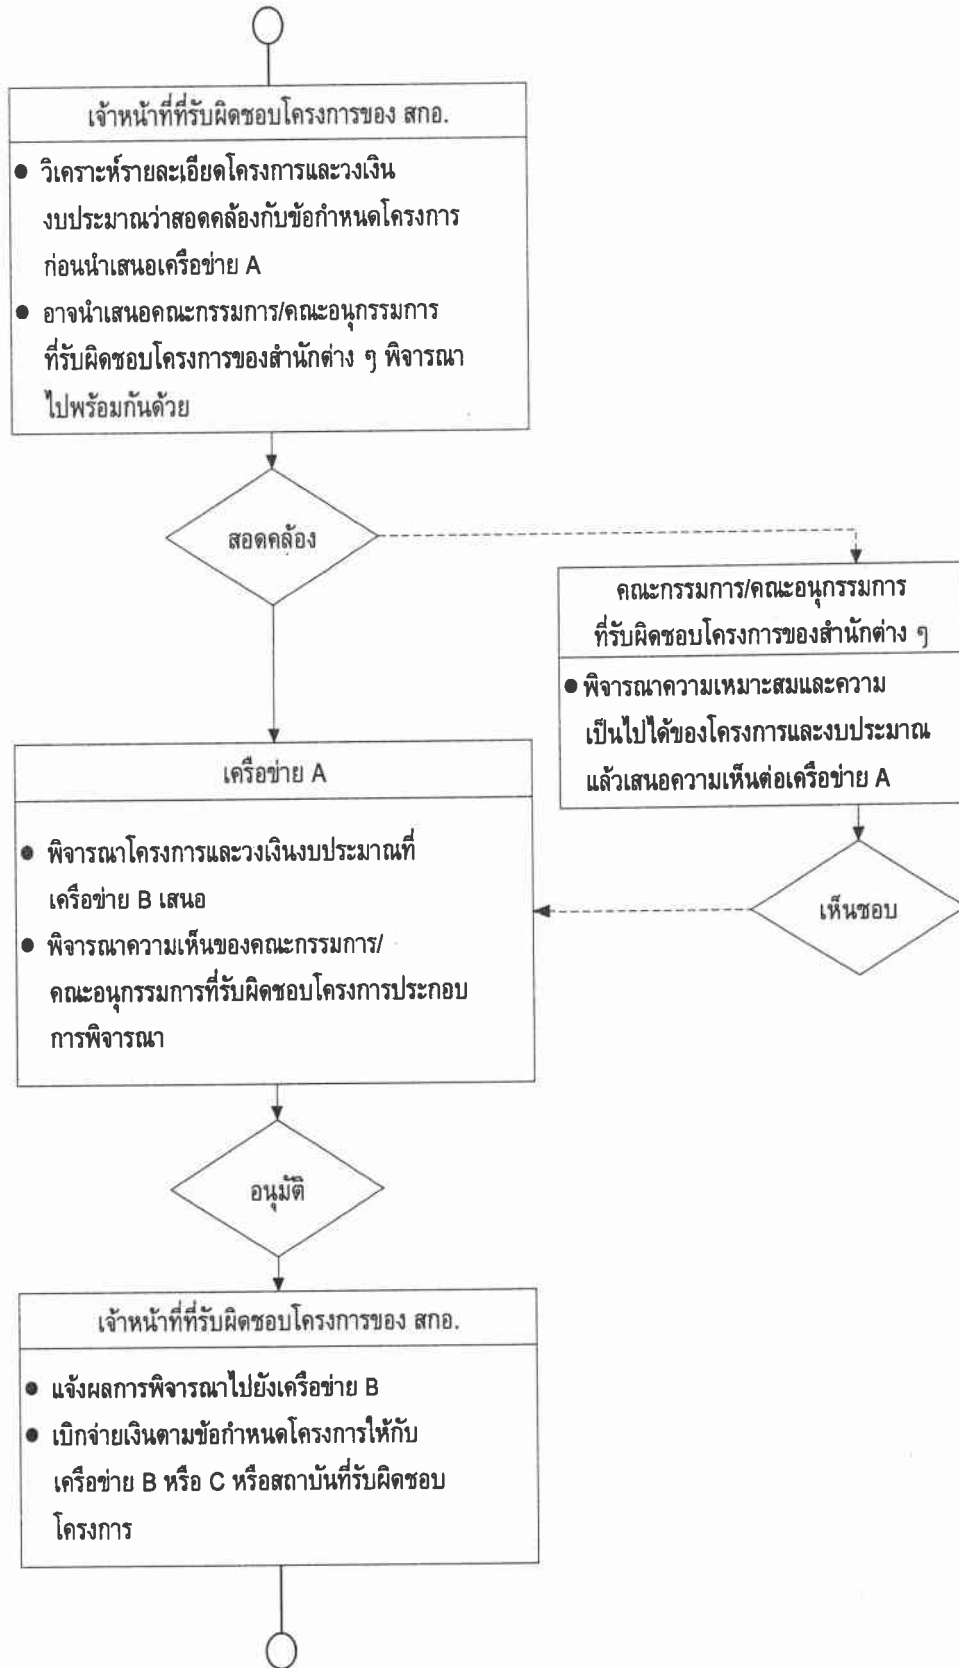 เจ้าหน้าที่ที่รับผิดชอบโครงการของ สกอ.
● วิเคราะห์รายละเอียดโครงการและวงเงิน
งบประมาณว่าสอดคล้องกับข้อกำหนดโครงการ
ก่อนนำเสนอเครือข่าย A
● อาจนำเสนอคณะกรรมการ/คณะอนุกรรมการ
ที่รับผิดชอบโครงการของสำนักต่าง ๆ พิจารณา
ไปพร้อมกันด้วย
สอดคล้อง
คณะกรรมการ/คณะอนุกรรมการ
ที่รับผิดชอบโครงการของสำนักต่าง ๆ
● พิจารณาความเหมาะสมและความ
เป็นไปได้ของโครงการและงบประมาณ
แล้วเสนอความเห็นต่อเครือข่าย A
เห็นชอบ
เครือข่าย A
● พิจารณาโครงการและวงเงินงบประมาณที่
เครือข่าย B เสนอ
● พิจารณาความเห็นของคณะกรรมการ/
คณะอนุกรรมการที่รับผิดชอบโครงการประกอบ
การพิจารณา
อนุมัติ
เจ้าหน้าที่ที่รับผิดชอบโครงการของ สกอ.
● แจ้งผลการพิจารณาไปยังเครือข่าย B
● เบิกจ่ายเงินตามข้อกำหนดโครงการให้กับ
เครือข่าย B หรือ C หรือสถาบันที่รับผิดชอบ
โครงการ